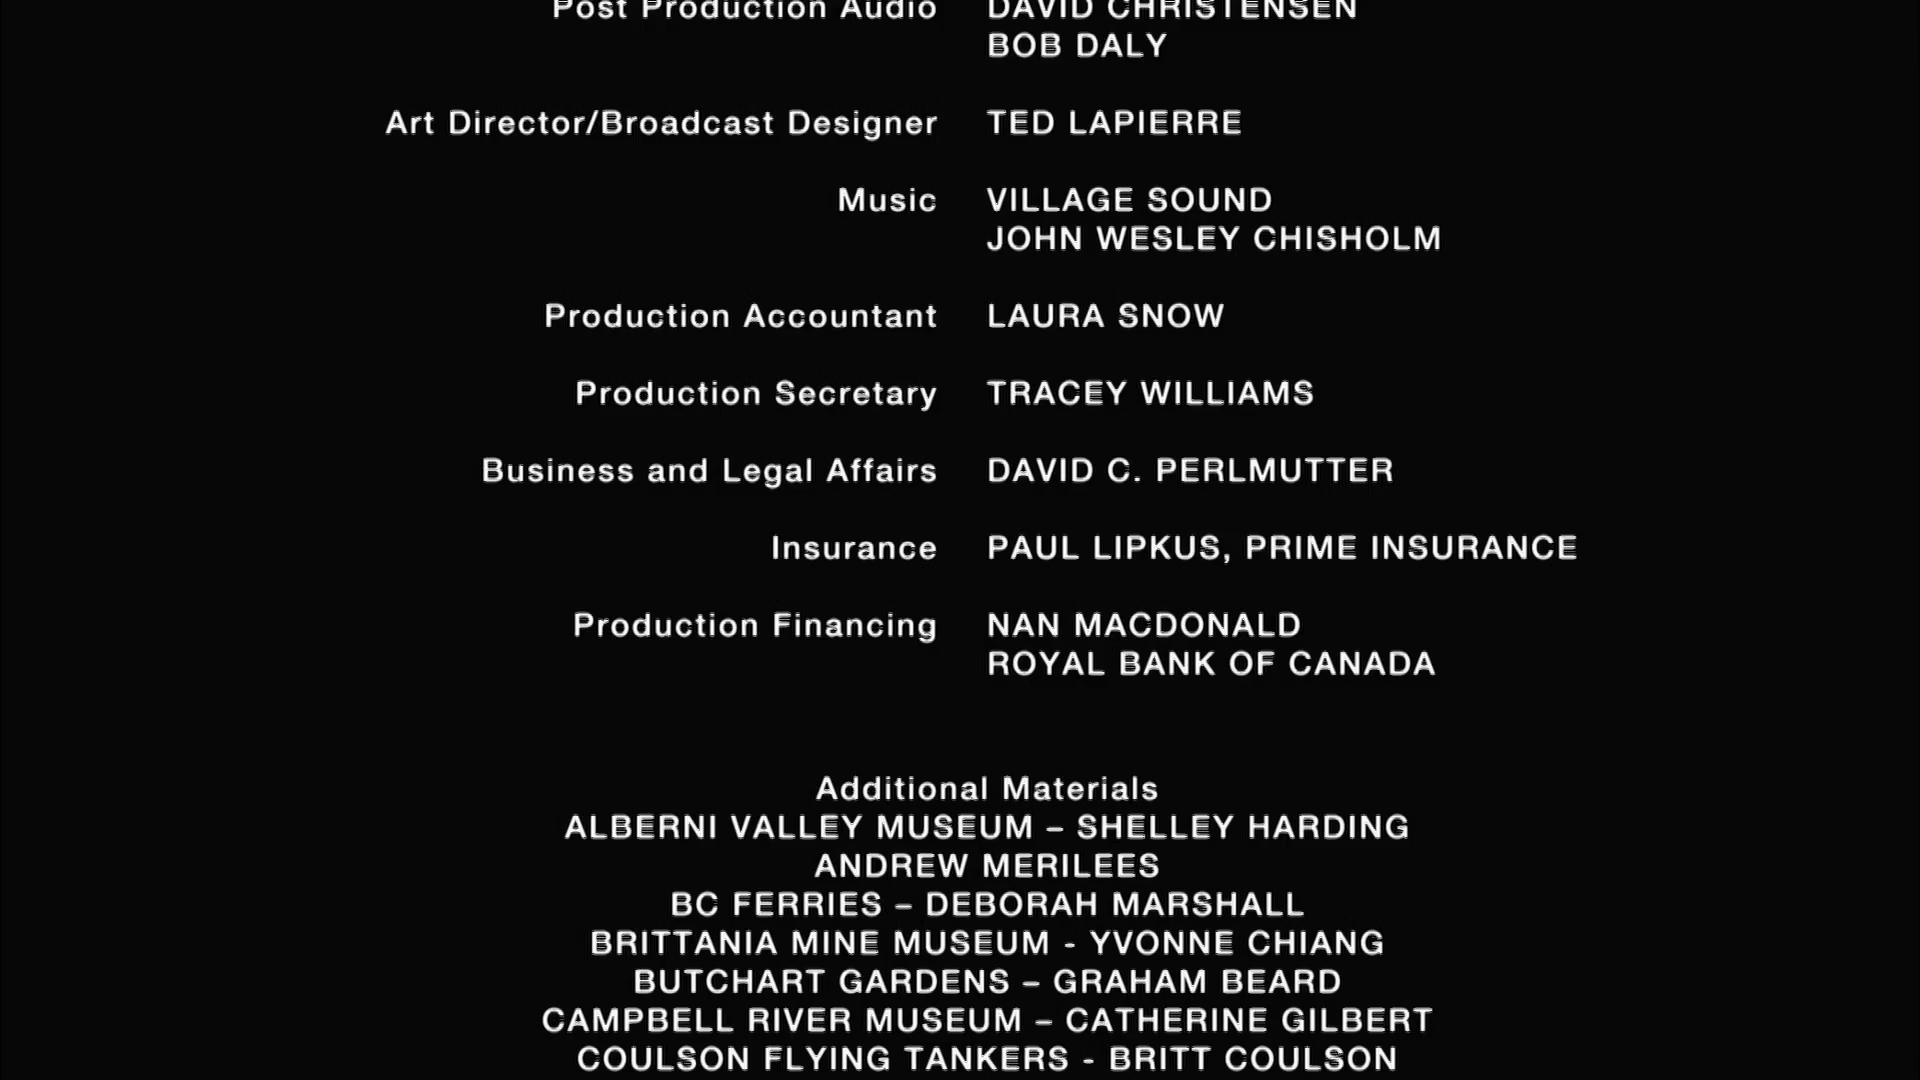 Post Production Audio DAVID CHRISTENSEN
BOB DALY
Art Director/Broadcast Designer TED LAPIERRE
Music VILLAGE SOUND
JOHN WESLEY CHISHOLM
Production Accountant LAURA SNOW
Production Secretary TRACEY WILLIAMS
Business and Legal Affairs DAVID C. PERLMUTTER
Insurance PAUL LIPKUS, PRIME INSURANCE
Production Financing NAN MACDONALD
ROYAL BANK OF CANADA
Additional Materials
ALBERNI VALLEY MUSEUM – SHELLEY HARDING
ANDREW MERILEES
BC FERRIES – DEBORAH MARSHALL
BRITTANIA MINE MUSEUM - YVONNE CHIANG
BUTCHART GARDENS – GRAHAM BEARD
CAMPBELL RIVER MUSEUM – CATHERINE GILBERT
COULSON FLYING TANKERS - BRITT COULSON